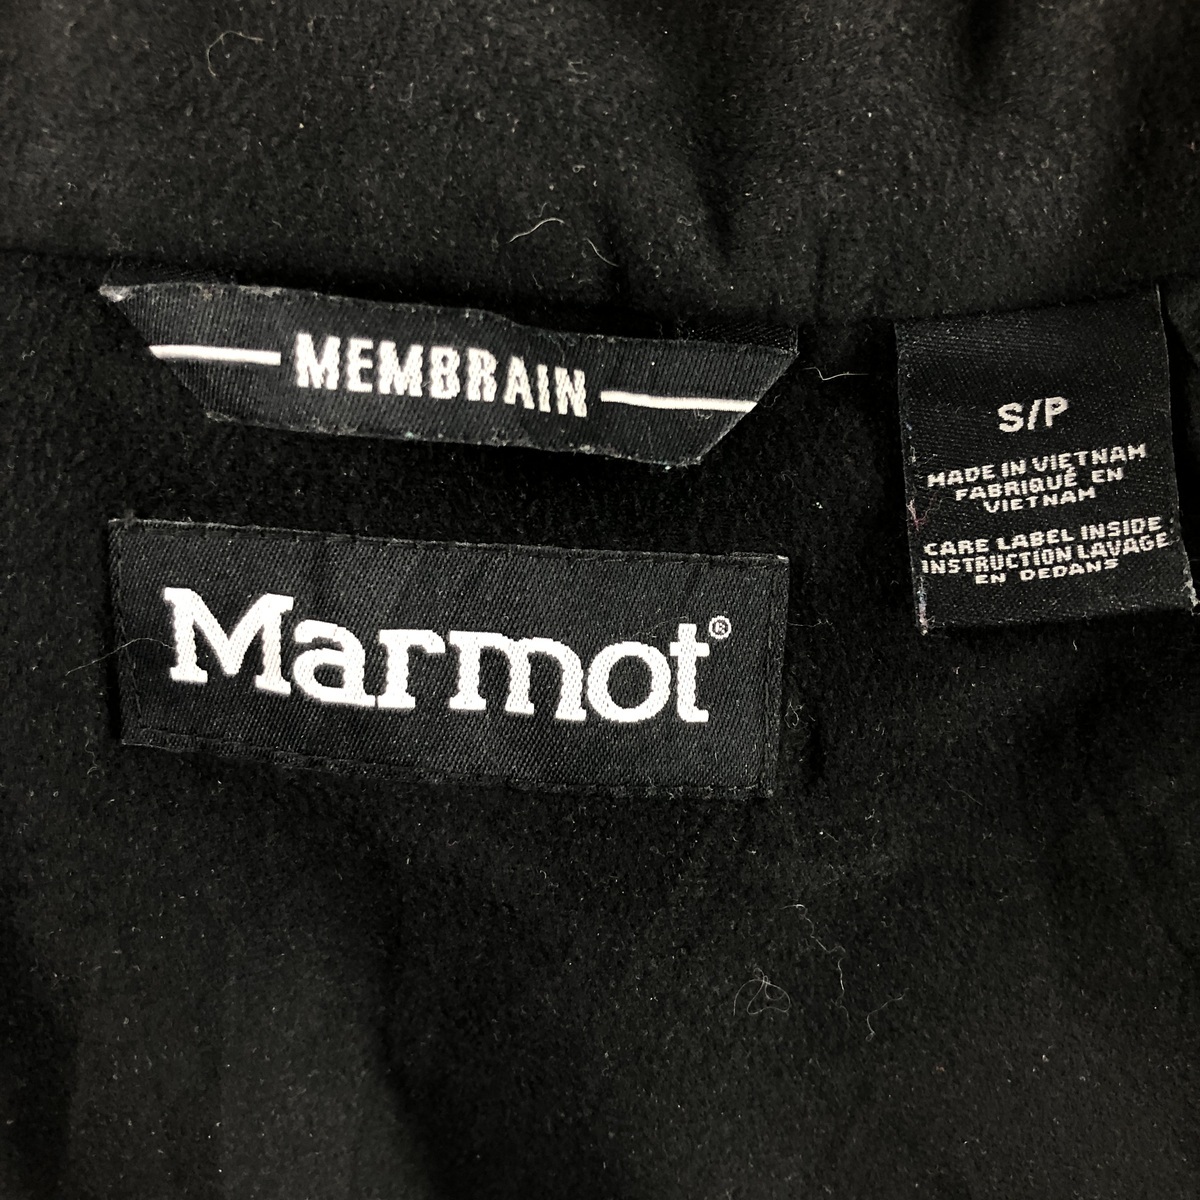 MEMBRAIN
Marmot®
S/P
MADE IN VIETNAM
FABRIQUÉ EN
VIETNAM
CARE LABEL INSIDE
INSTRUCTION LAVAGE
EN DEDANS